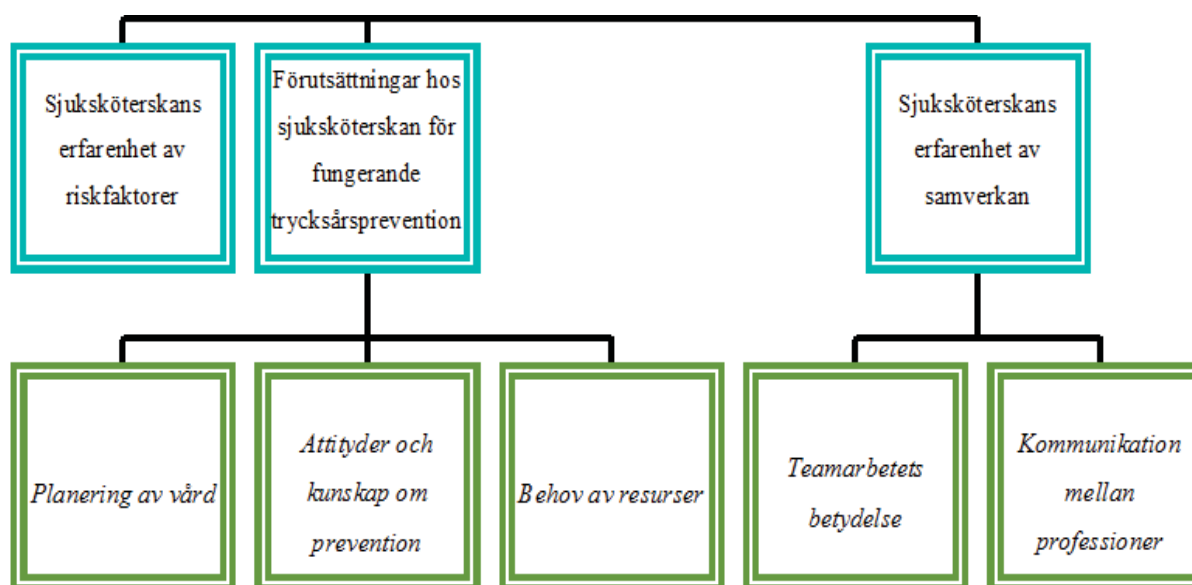 Sjuksköterskans
erfarenhet av
riskfaktorer
Förutsättningar hos
sjuksköterskan för
fungerande
trycksårsprevention
Sjuksköterskans
erfarenhet av
samverkan
Planering av vård
Attityder och
kunskap om
prevention
Behov av resurser
Teamarbetets
betydelse
Kommunikation
mellan
professioner